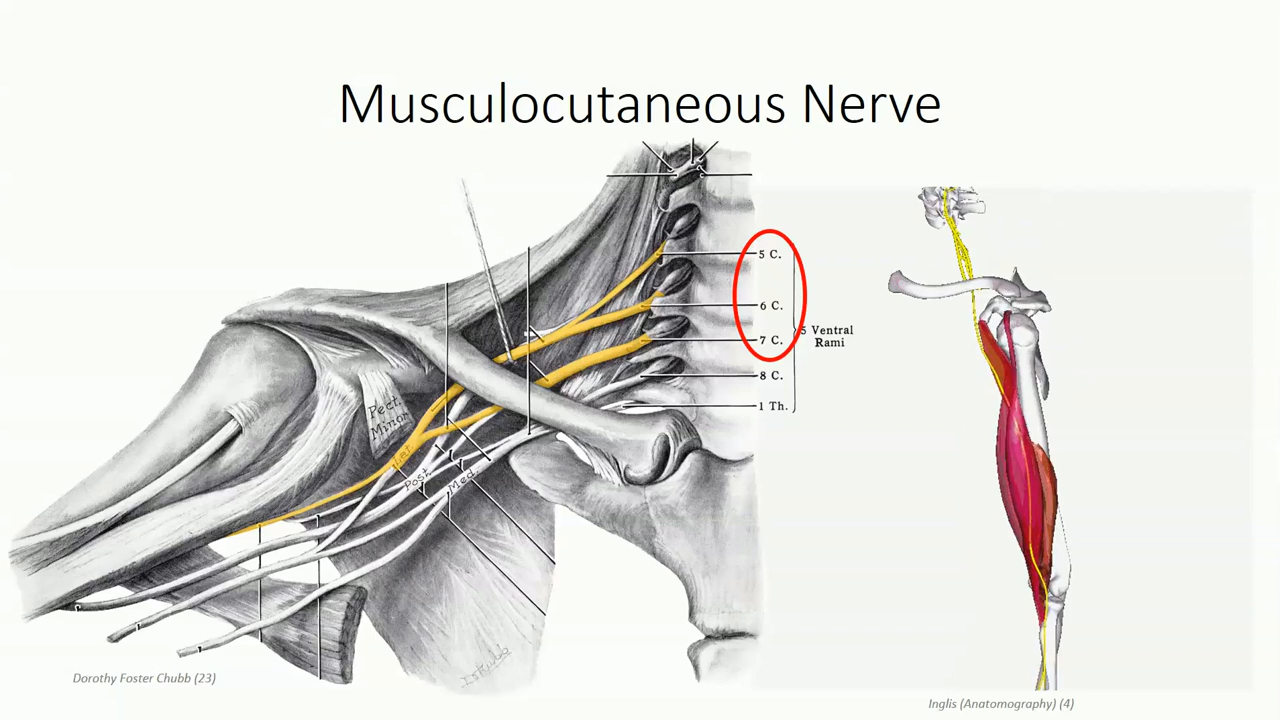 Musculocutaneous Nerve
5 C.
6 C.
7 C.
8 C.
1 Th.
5 Ventral
Rami
Pect.
Minor
Lat.
Post.
Med.
Dorothy Foster Chubb (23)
Inglis (Anatomography) (4)